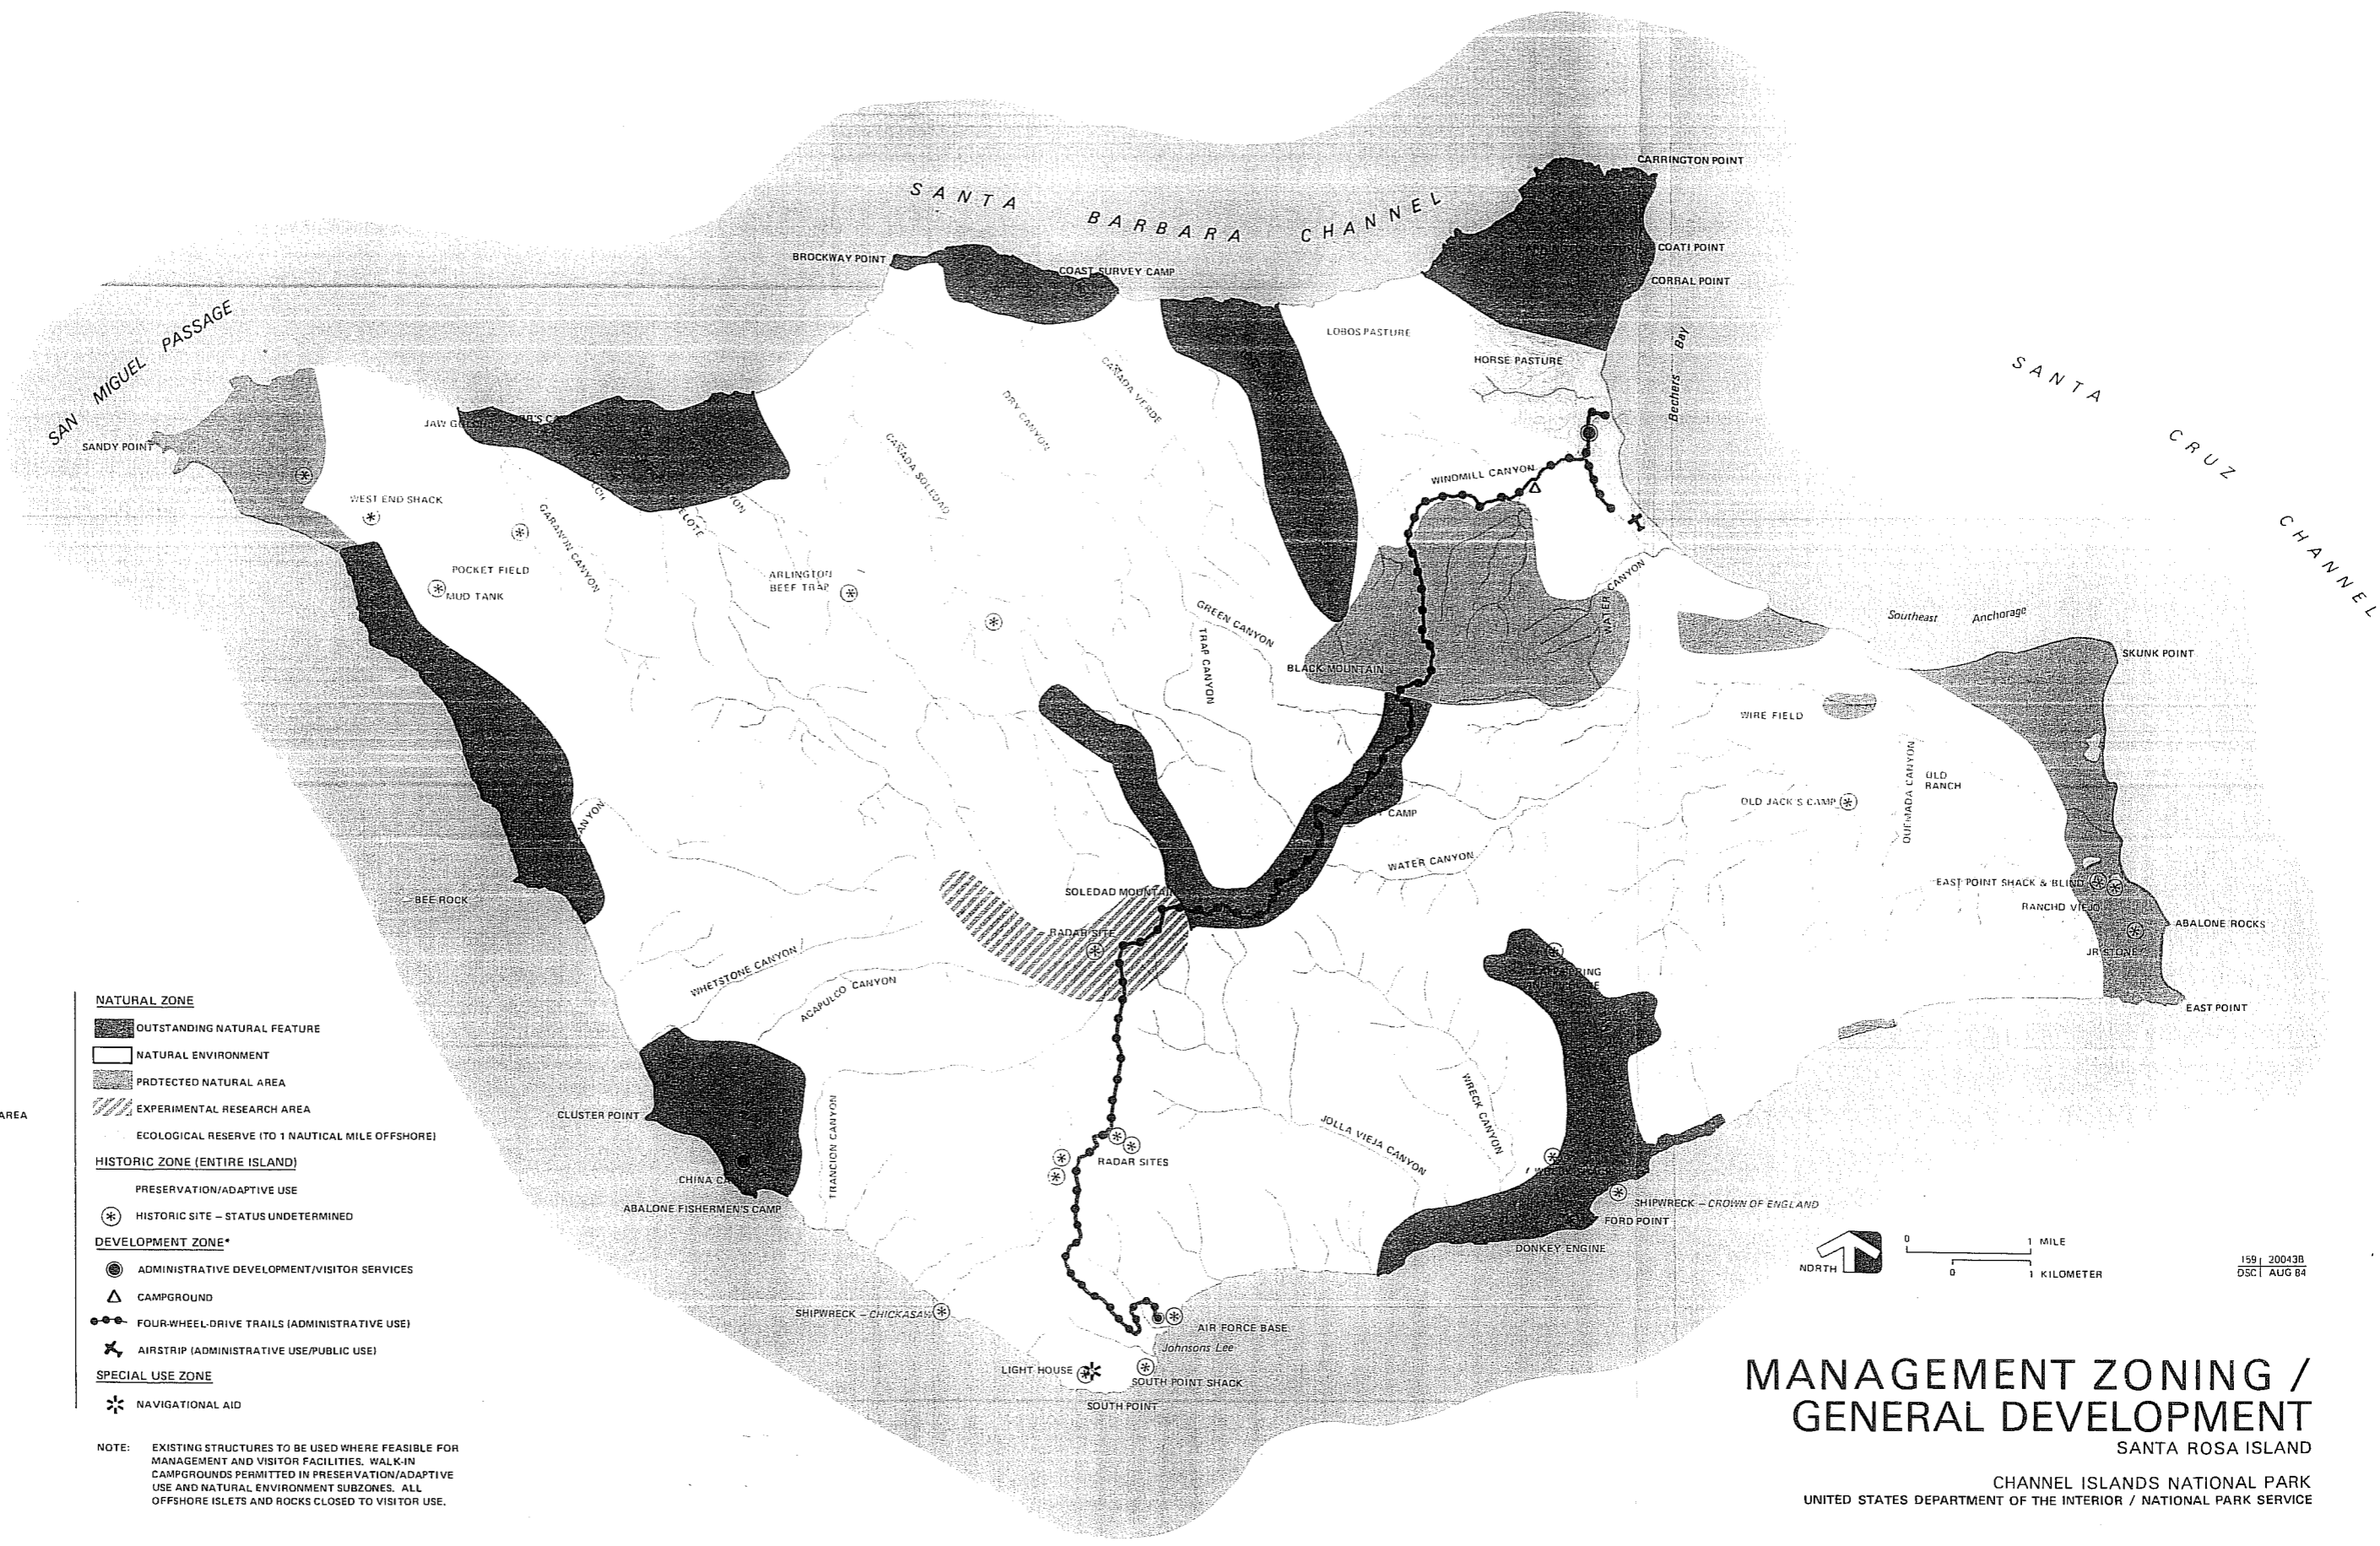 SANTA BARBARA CHANNEL
CARRINGTON POINT
COATI POINT
CORRAL POINT
BROCKWAY POINT
COAST SURVEY CAMP
SAN MIGUEL PASSAGE
LOBOS PASTURE
HORSE PASTURE
Bechers Bay
SANTA CRUZ CHANNEL
SANDY POINT
CAÑADA VERDE
DRY CANYON
CAÑADA SOLEDAD
WINDMILL CANYON
WEST END SHACK
GARANON CANYON
POCKET FIELD
MUD TANK
ARLINGTON
BEEF TRAP
GREEN CANYON
TRAP CANYON
WATER CANYON
BLACK MOUNTAIN
Southeast Anchorage
SKUNK POINT
WIRE FIELD
QUEMADA CANYON
OLD
RANCH
OLD JACK'S CAMP
CAMP
WATER CANYON
SOLEDAD MOUNTAIN
RADAR SITE
BEE ROCK
EAST POINT SHACK & BLIND
RANCHO VIEJO
ABALONE ROCKS
EAST POINT
WHETSTONE CANYON
ACAPULCO CANYON
CLUSTER POINT
TRANCION CANYON
ABALONE FISHERMEN'S CAMP
RADAR SITES
JOLLA VIEJA CANYON
WRECK CANYON
SHIPWRECK – CROWN OF ENGLAND
FORD POINT
DONKEY ENGINE
SHIPWRECK – CHICKASAW
AIR FORCE BASE
Johnsons Lee
LIGHT HOUSE
SOUTH POINT SHACK
SOUTH POINT
AREA
NATURAL ZONE
OUTSTANDING NATURAL FEATURE
NATURAL ENVIRONMENT
PROTECTED NATURAL AREA
EXPERIMENTAL RESEARCH AREA
ECOLOGICAL RESERVE (TO 1 NAUTICAL MILE OFFSHORE)
HISTORIC ZONE (ENTIRE ISLAND)
PRESERVATION/ADAPTIVE USE
HISTORIC SITE – STATUS UNDETERMINED
DEVELOPMENT ZONE*
ADMINISTRATIVE DEVELOPMENT/VISITOR SERVICES
CAMPGROUND
FOUR-WHEEL-DRIVE TRAILS (ADMINISTRATIVE USE)
AIRSTRIP (ADMINISTRATIVE USE/PUBLIC USE)
SPECIAL USE ZONE
NAVIGATIONAL AID
NOTE: EXISTING STRUCTURES TO BE USED WHERE FEASIBLE FOR
MANAGEMENT AND VISITOR FACILITIES. WALK-IN
CAMPGROUNDS PERMITTED IN PRESERVATION/ADAPTIVE
USE AND NATURAL ENVIRONMENT SUBZONES. ALL
OFFSHORE ISLETS AND ROCKS CLOSED TO VISITOR USE.
NORTH
0 1 MILE
0 1 KILOMETER
159 20043B
DSC AUG 84
MANAGEMENT ZONING /
GENERAL DEVELOPMENT
SANTA ROSA ISLAND
CHANNEL ISLANDS NATIONAL PARK
UNITED STATES DEPARTMENT OF THE INTERIOR / NATIONAL PARK SERVICE